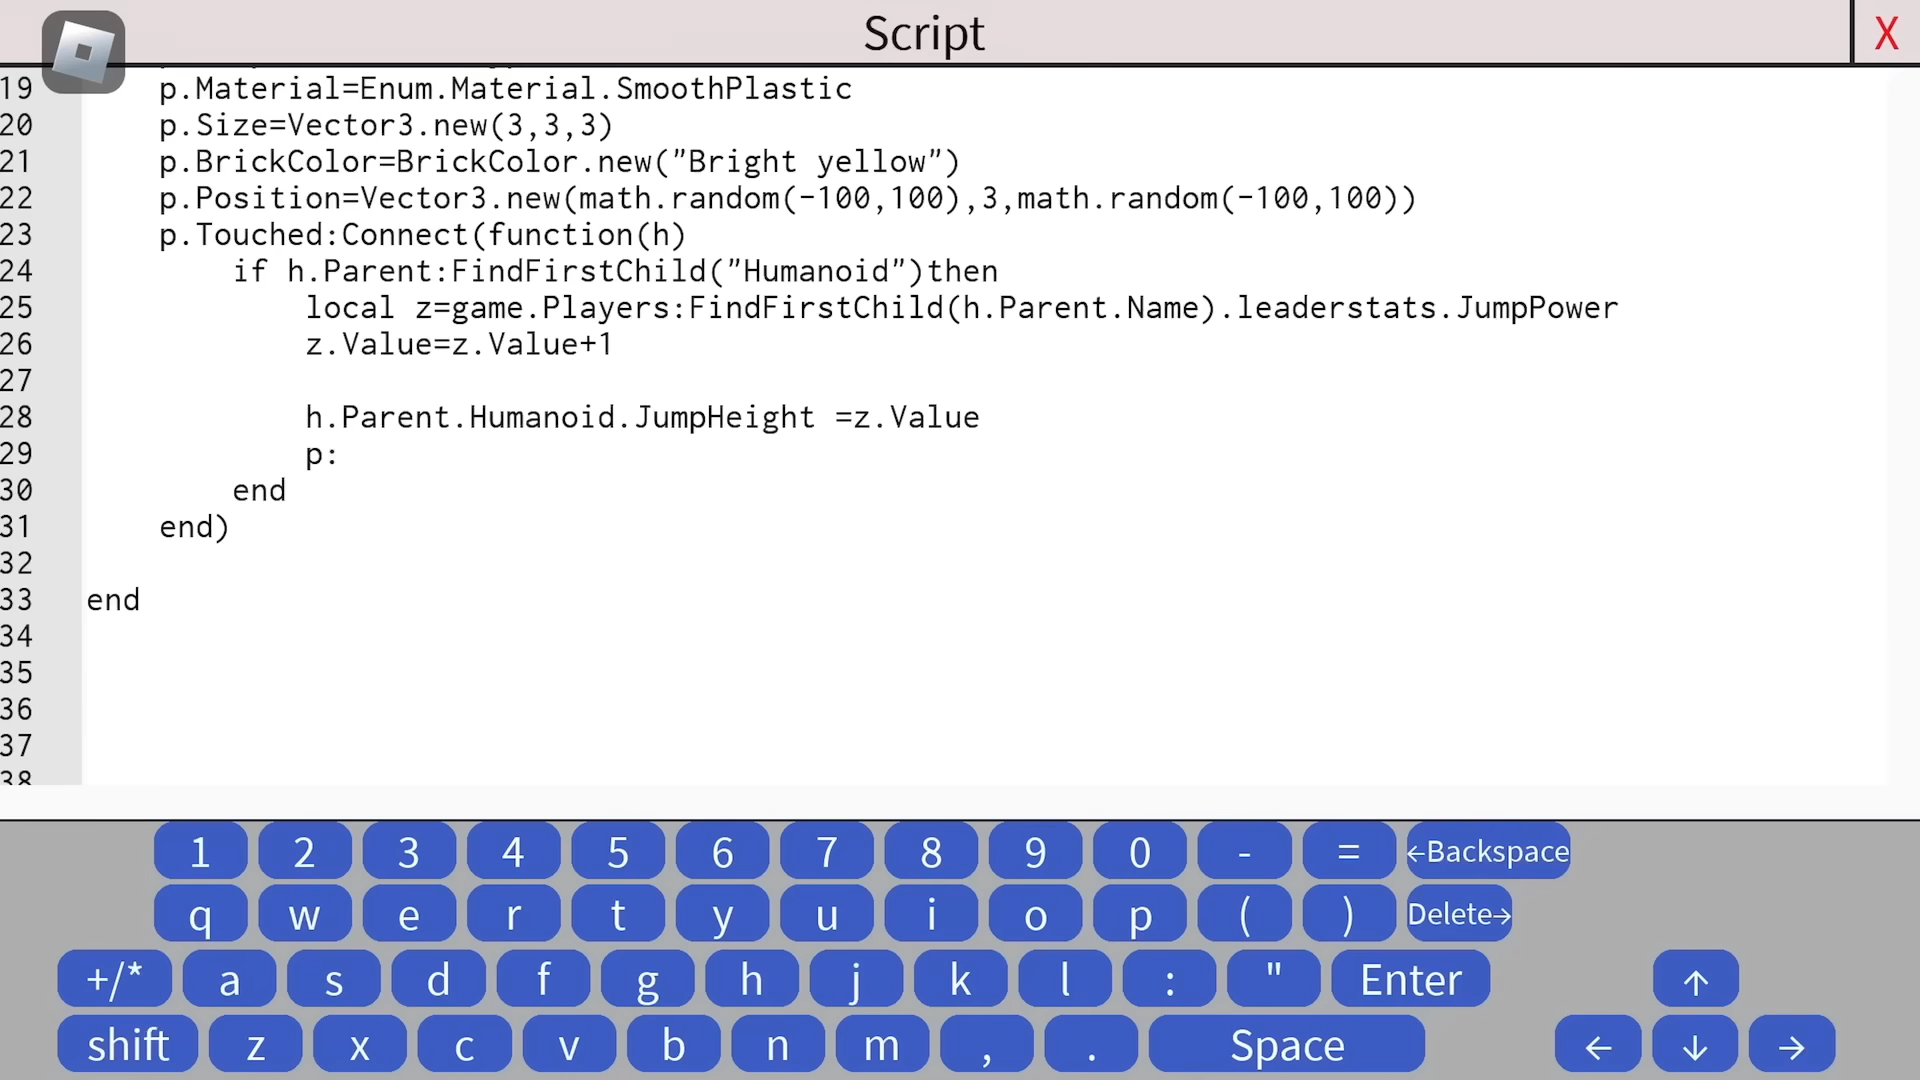 Script
X
19 p.Material=Enum.Material.SmoothPlastic
20 p.Size=Vector3.new(3,3,3)
21 p.BrickColor=BrickColor.new("Bright yellow")
22 p.Position=Vector3.new(math.random(-100,100),3,math.random(-100,100))
23 p.Touched:Connect(function(h)
24 if h.Parent:FindFirstChild("Humanoid")then
25 local z=game.Players:FindFirstChild(h.Parent.Name).leaderstats.JumpPower
26 z.Value=z.Value+1
27
28 h.Parent.Humanoid.JumpHeight =z.Value
29 p:
30 end
31 end)
32
33 end
34
35
36
37
38
1 2 3 4 5 6 7 8 9 0 - = ←Backspace
q w e r t y u i o p ( ) Delete→
+/* a s d f g h j k l : " Enter ↑
shift z x c v b n m , . Space ← ↓ →